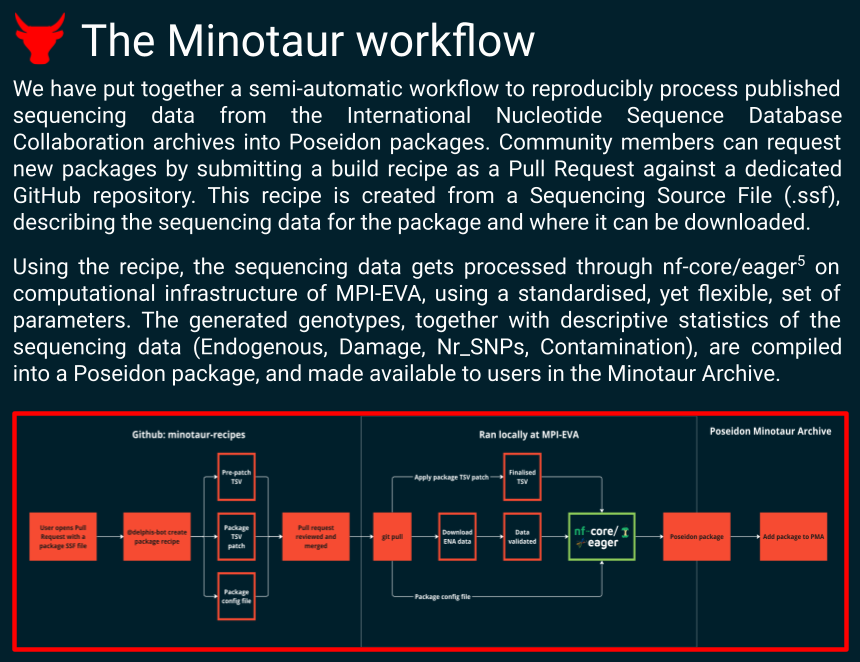 The Minotaur workflow
We have put together a semi-automatic workflow to reproducibly process published
sequencing data from the International Nucleotide Sequence Database
Collaboration archives into Poseidon packages. Community members can request
new packages by submitting a build recipe as a Pull Request against a dedicated
GitHub repository. This recipe is created from a Sequencing Source File (.ssf),
describing the sequencing data for the package and where it can be downloaded.
Using the recipe, the sequencing data gets processed through nf-core/eager⁵ on
computational infrastructure of MPI-EVA, using a standardised, yet flexible, set of
parameters. The generated genotypes, together with descriptive statistics of the
sequencing data (Endogenous, Damage, Nr_SNPs, Contamination), are compiled
into a Poseidon package, and made available to users in the Minotaur Archive.
Github: minotaur-recipes
Ran locally at MPI-EVA
Poseidon Minotaur Archive
User opens Pull
Request with a
package SSF file
@delphis-bot create
package recipe
Pre-patch
TSV
Package
TSV
patch
Package
config file
Pull request
reviewed and
merged
git pull
Apply package TSV patch
Finalised
TSV
Download
ENA data
Data
validated
nf-core/
eager
Package config file
Poseidon package
Add package to PMA